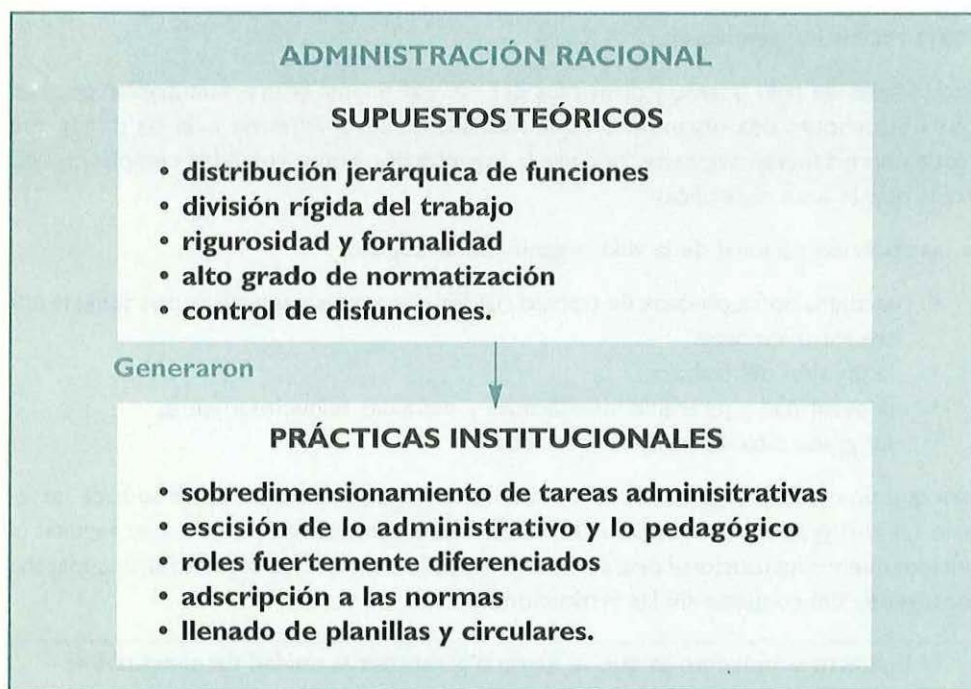 ADMINISTRACIÓN RACIONAL
SUPUESTOS TEÓRICOS
• distribución jerárquica de funciones
• división rígida del trabajo
• rigurosidad y formalidad
• alto grado de normatización
• control de disfunciones.
Generaron
PRÁCTICAS INSTITUCIONALES
• sobredimensionamiento de tareas adminisitrativas
• escisión de lo administrativo y lo pedagógico
• roles fuertemente diferenciados
• adscripción a las normas
• llenado de planillas y circulares.